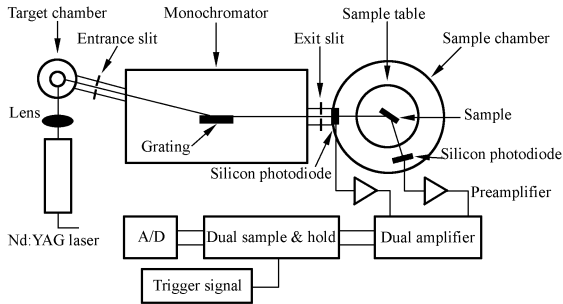 Target chamber
Monochromator
Sample table
Entrance slit
Exit slit
Sample chamber
Lens
Sample
Grating
Silicon photodiode
Silicon photodiode
Preamplifier
Nd:YAG laser
A/D
Dual sample & hold
Dual amplifier
Trigger signal